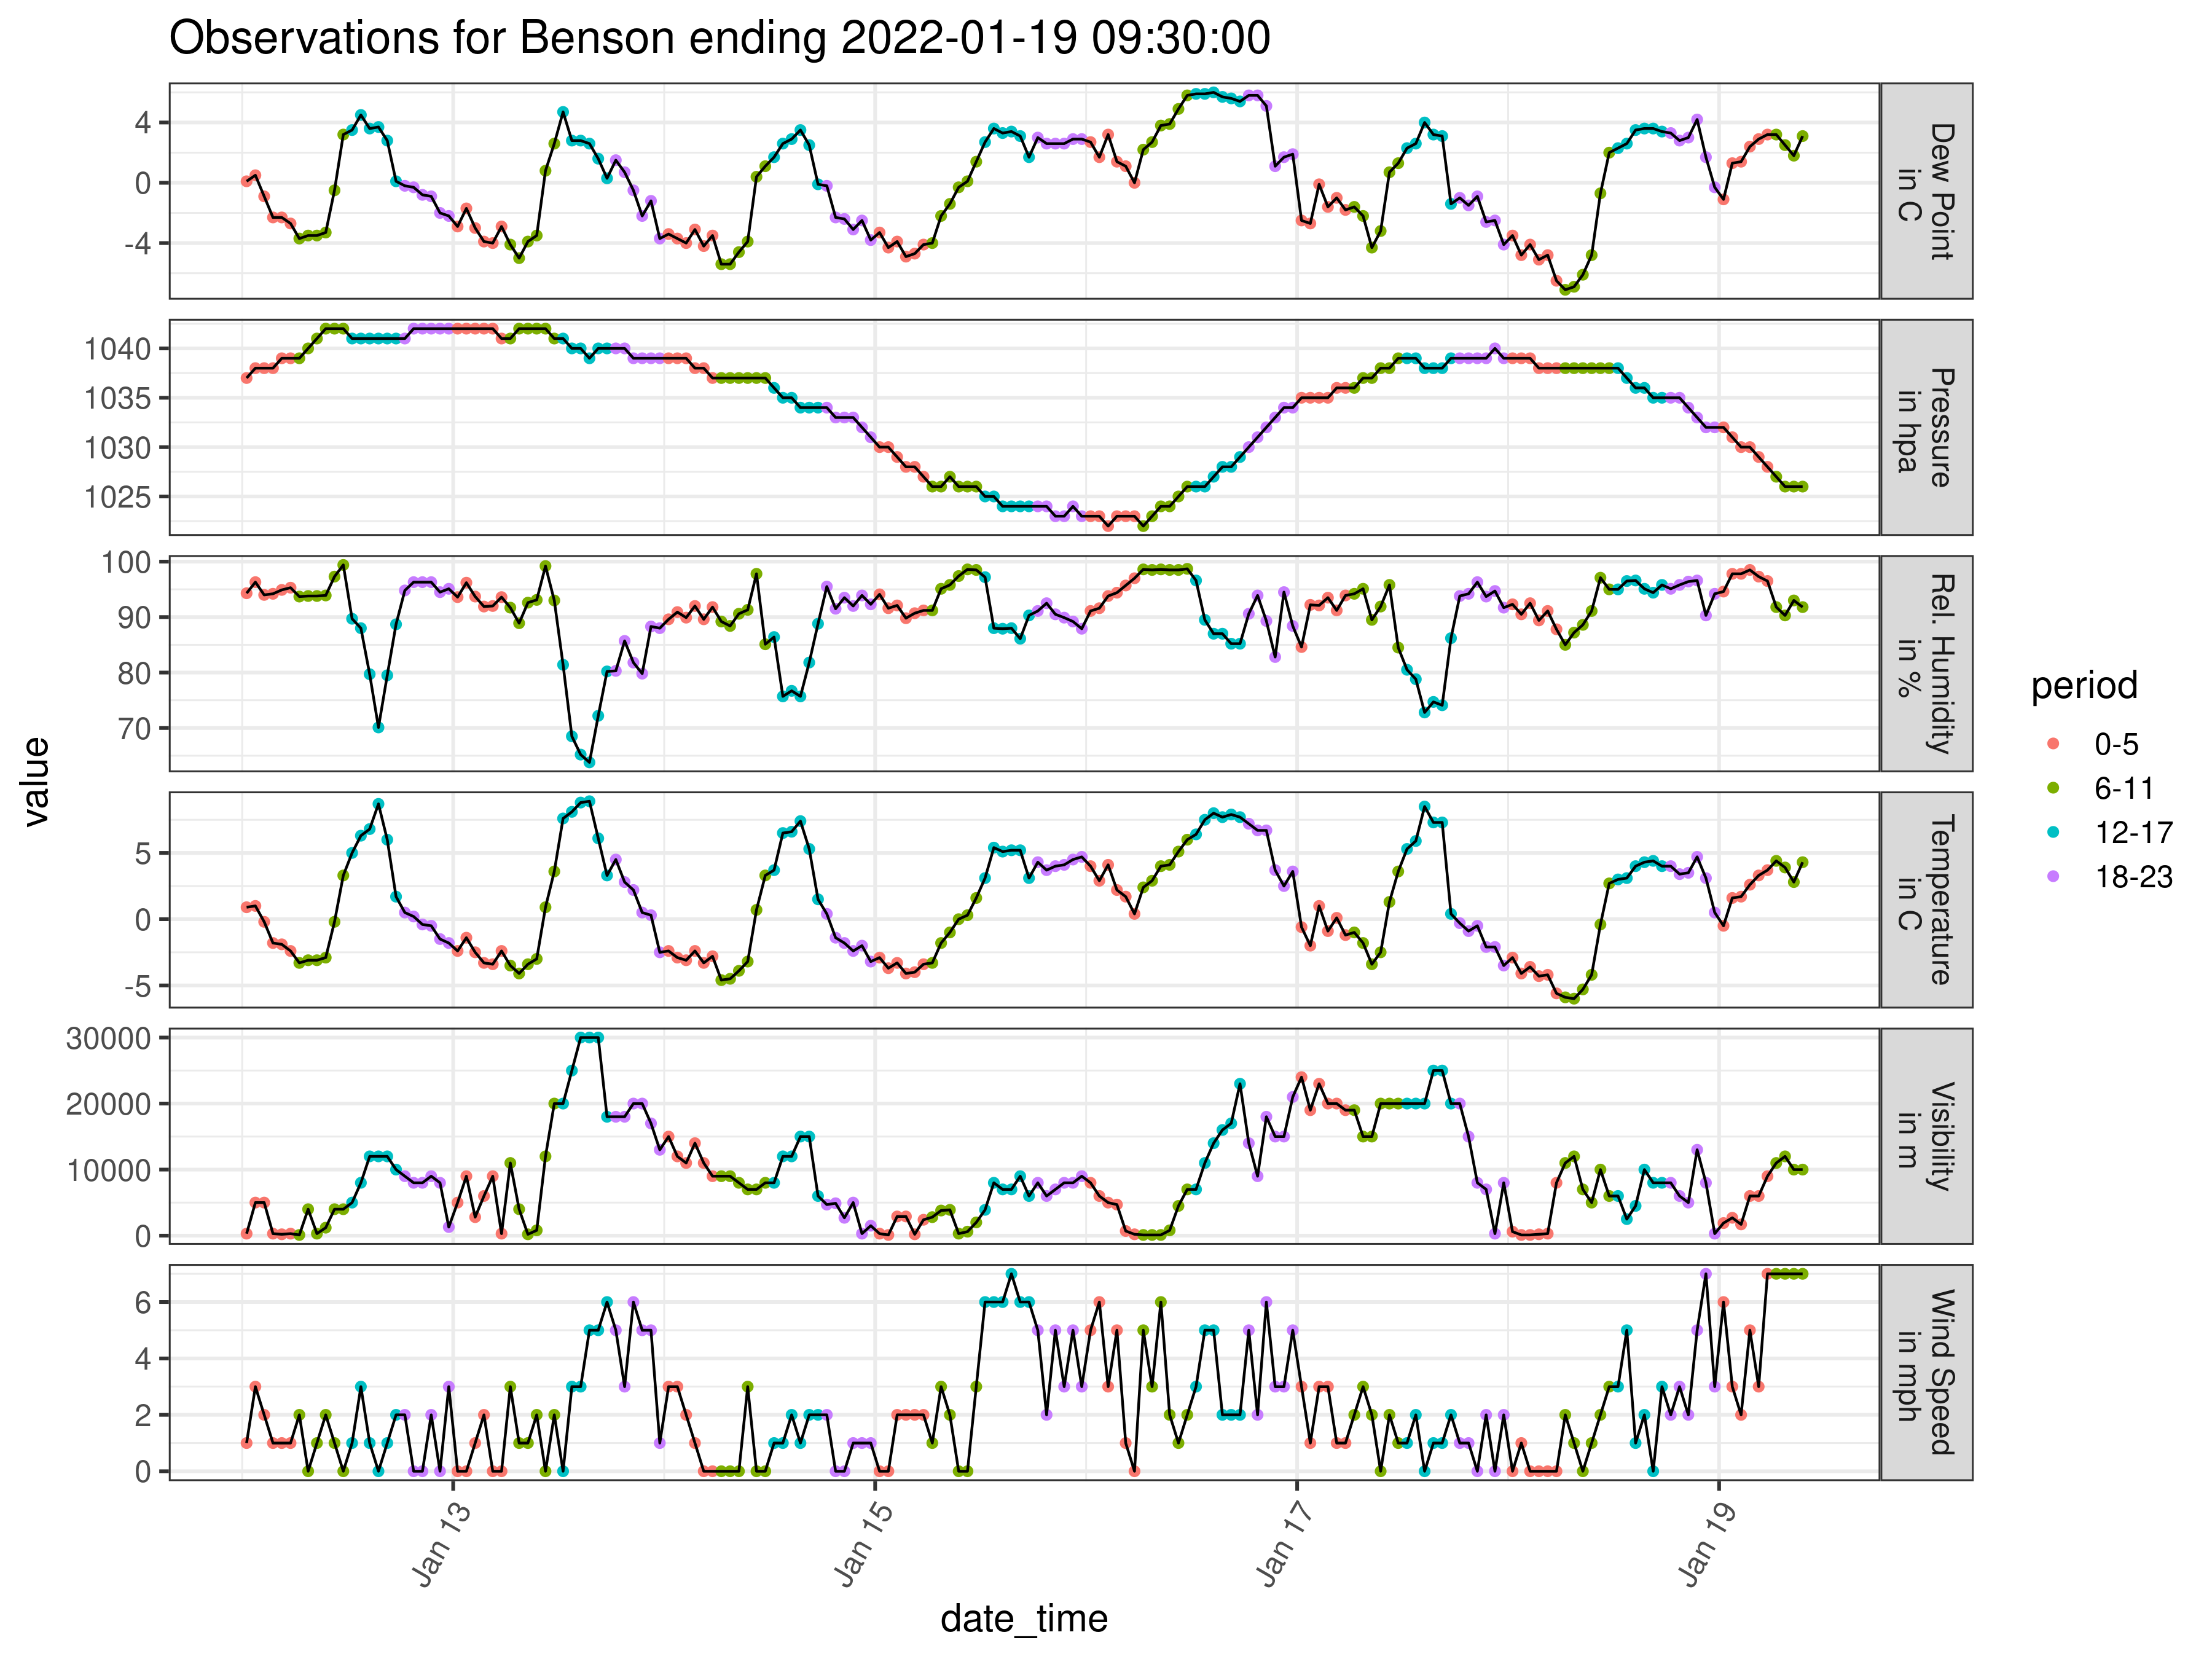 Observations for Benson ending 2022-01-19 09:30:00
value
4
0
-4
Dew Point
in C
1040
1035
1030
1025
Pressure
in hpa
100
90
80
70
Rel. Humidity
in %
5
0
-5
Temperature
in C
30000
20000
10000
0
Visibility
in m
6
4
2
0
Wind Speed
in mph
Jan 13
Jan 15
Jan 17
Jan 19
date_time
period
0-5
6-11
12-17
18-23